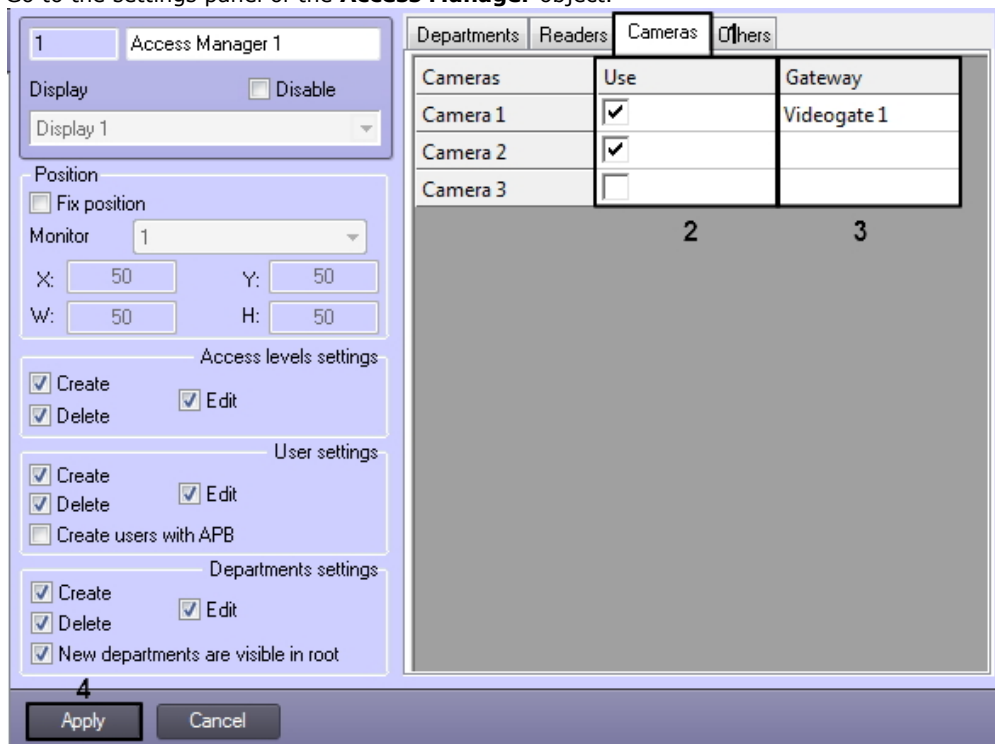 Go to the settings panel of the Access Manager object.
1 Access Manager 1
Display Disable
Display 1
Position
Fix position
Monitor 1
X: 50 Y: 50
W: 50 H: 50
Access levels settings
Create
Edit
Delete
User settings
Create
Edit
Delete
Create users with APB
Departments settings
Create
Edit
Delete
New departments are visible in root
4
Apply Cancel
Departments Readers Cameras Others
1
Cameras Use Gateway
Camera 1 Videogate 1
Camera 2
Camera 3
2 3